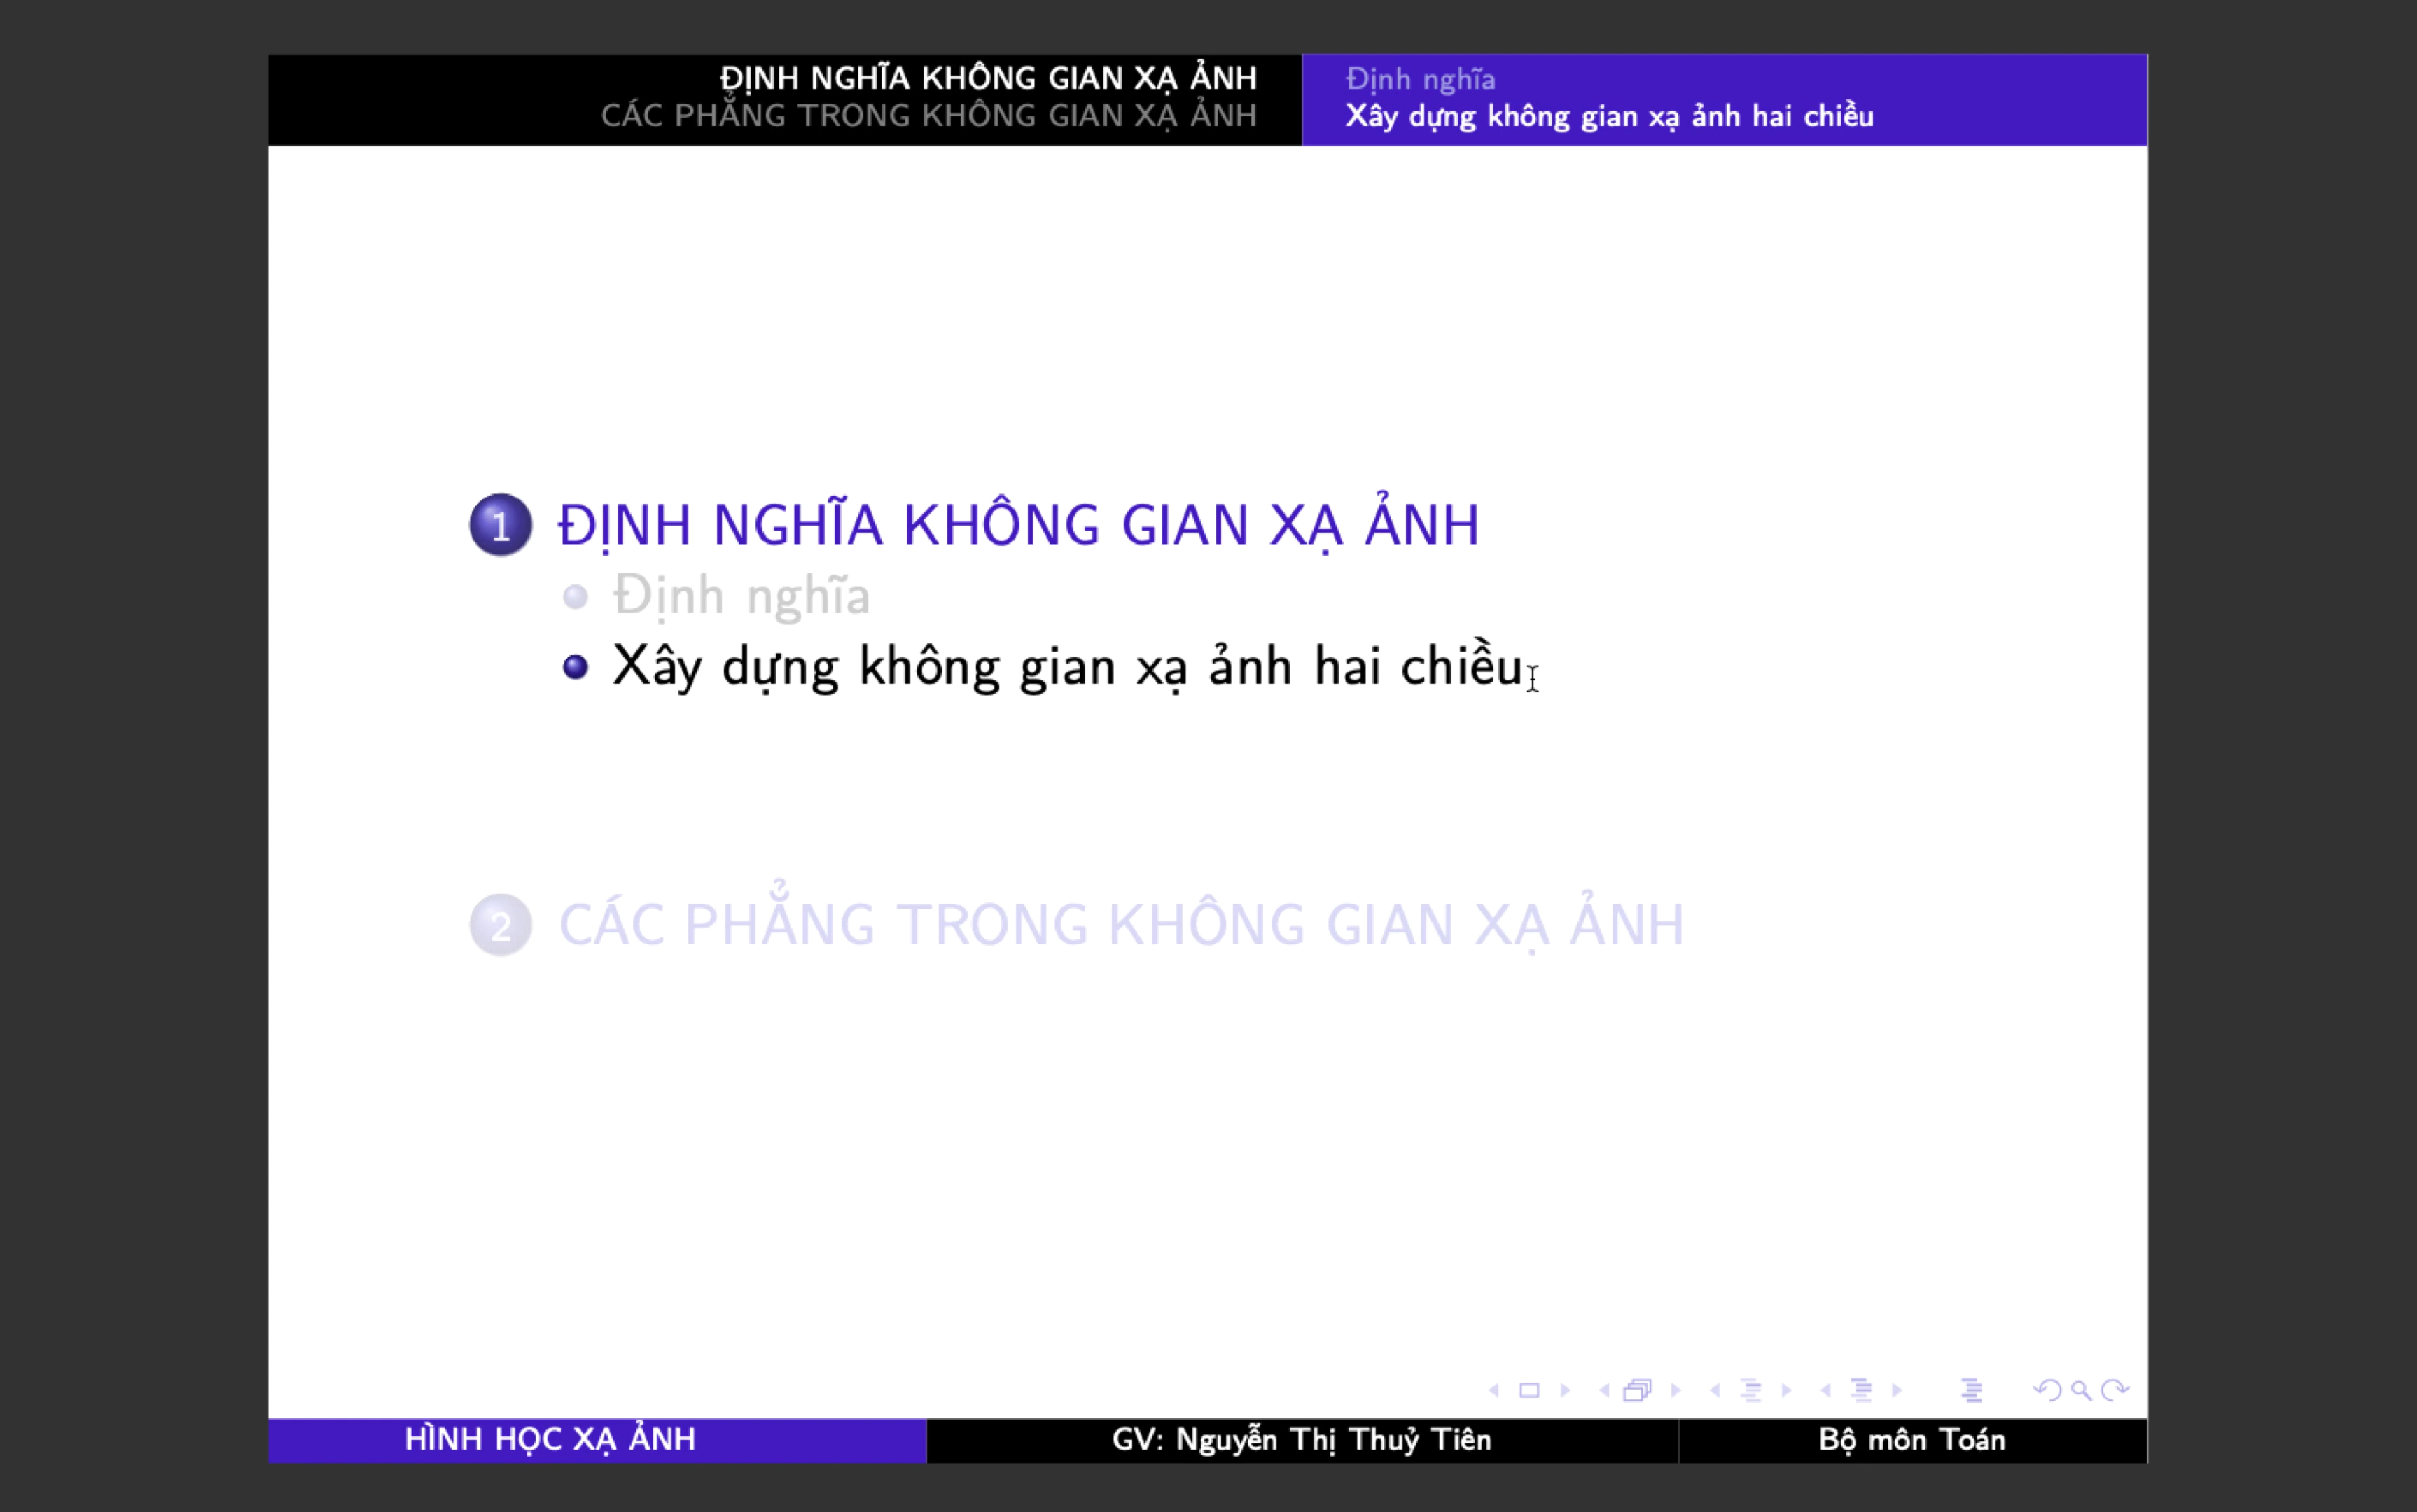 ĐỊNH NGHĨA KHÔNG GIAN XẠ ẢNH
CÁC PHẲNG TRONG KHÔNG GIAN XẠ ẢNH
Định nghĩa
Xây dựng không gian xạ ảnh hai chiều
1 ĐỊNH NGHĨA KHÔNG GIAN XẠ ẢNH
Định nghĩa
Xây dựng không gian xạ ảnh hai chiều
2 CÁC PHẲNG TRONG KHÔNG GIAN XẠ ẢNH
HÌNH HỌC XẠ ẢNH
GV: Nguyễn Thị Thuỷ Tiên
Bộ môn Toán